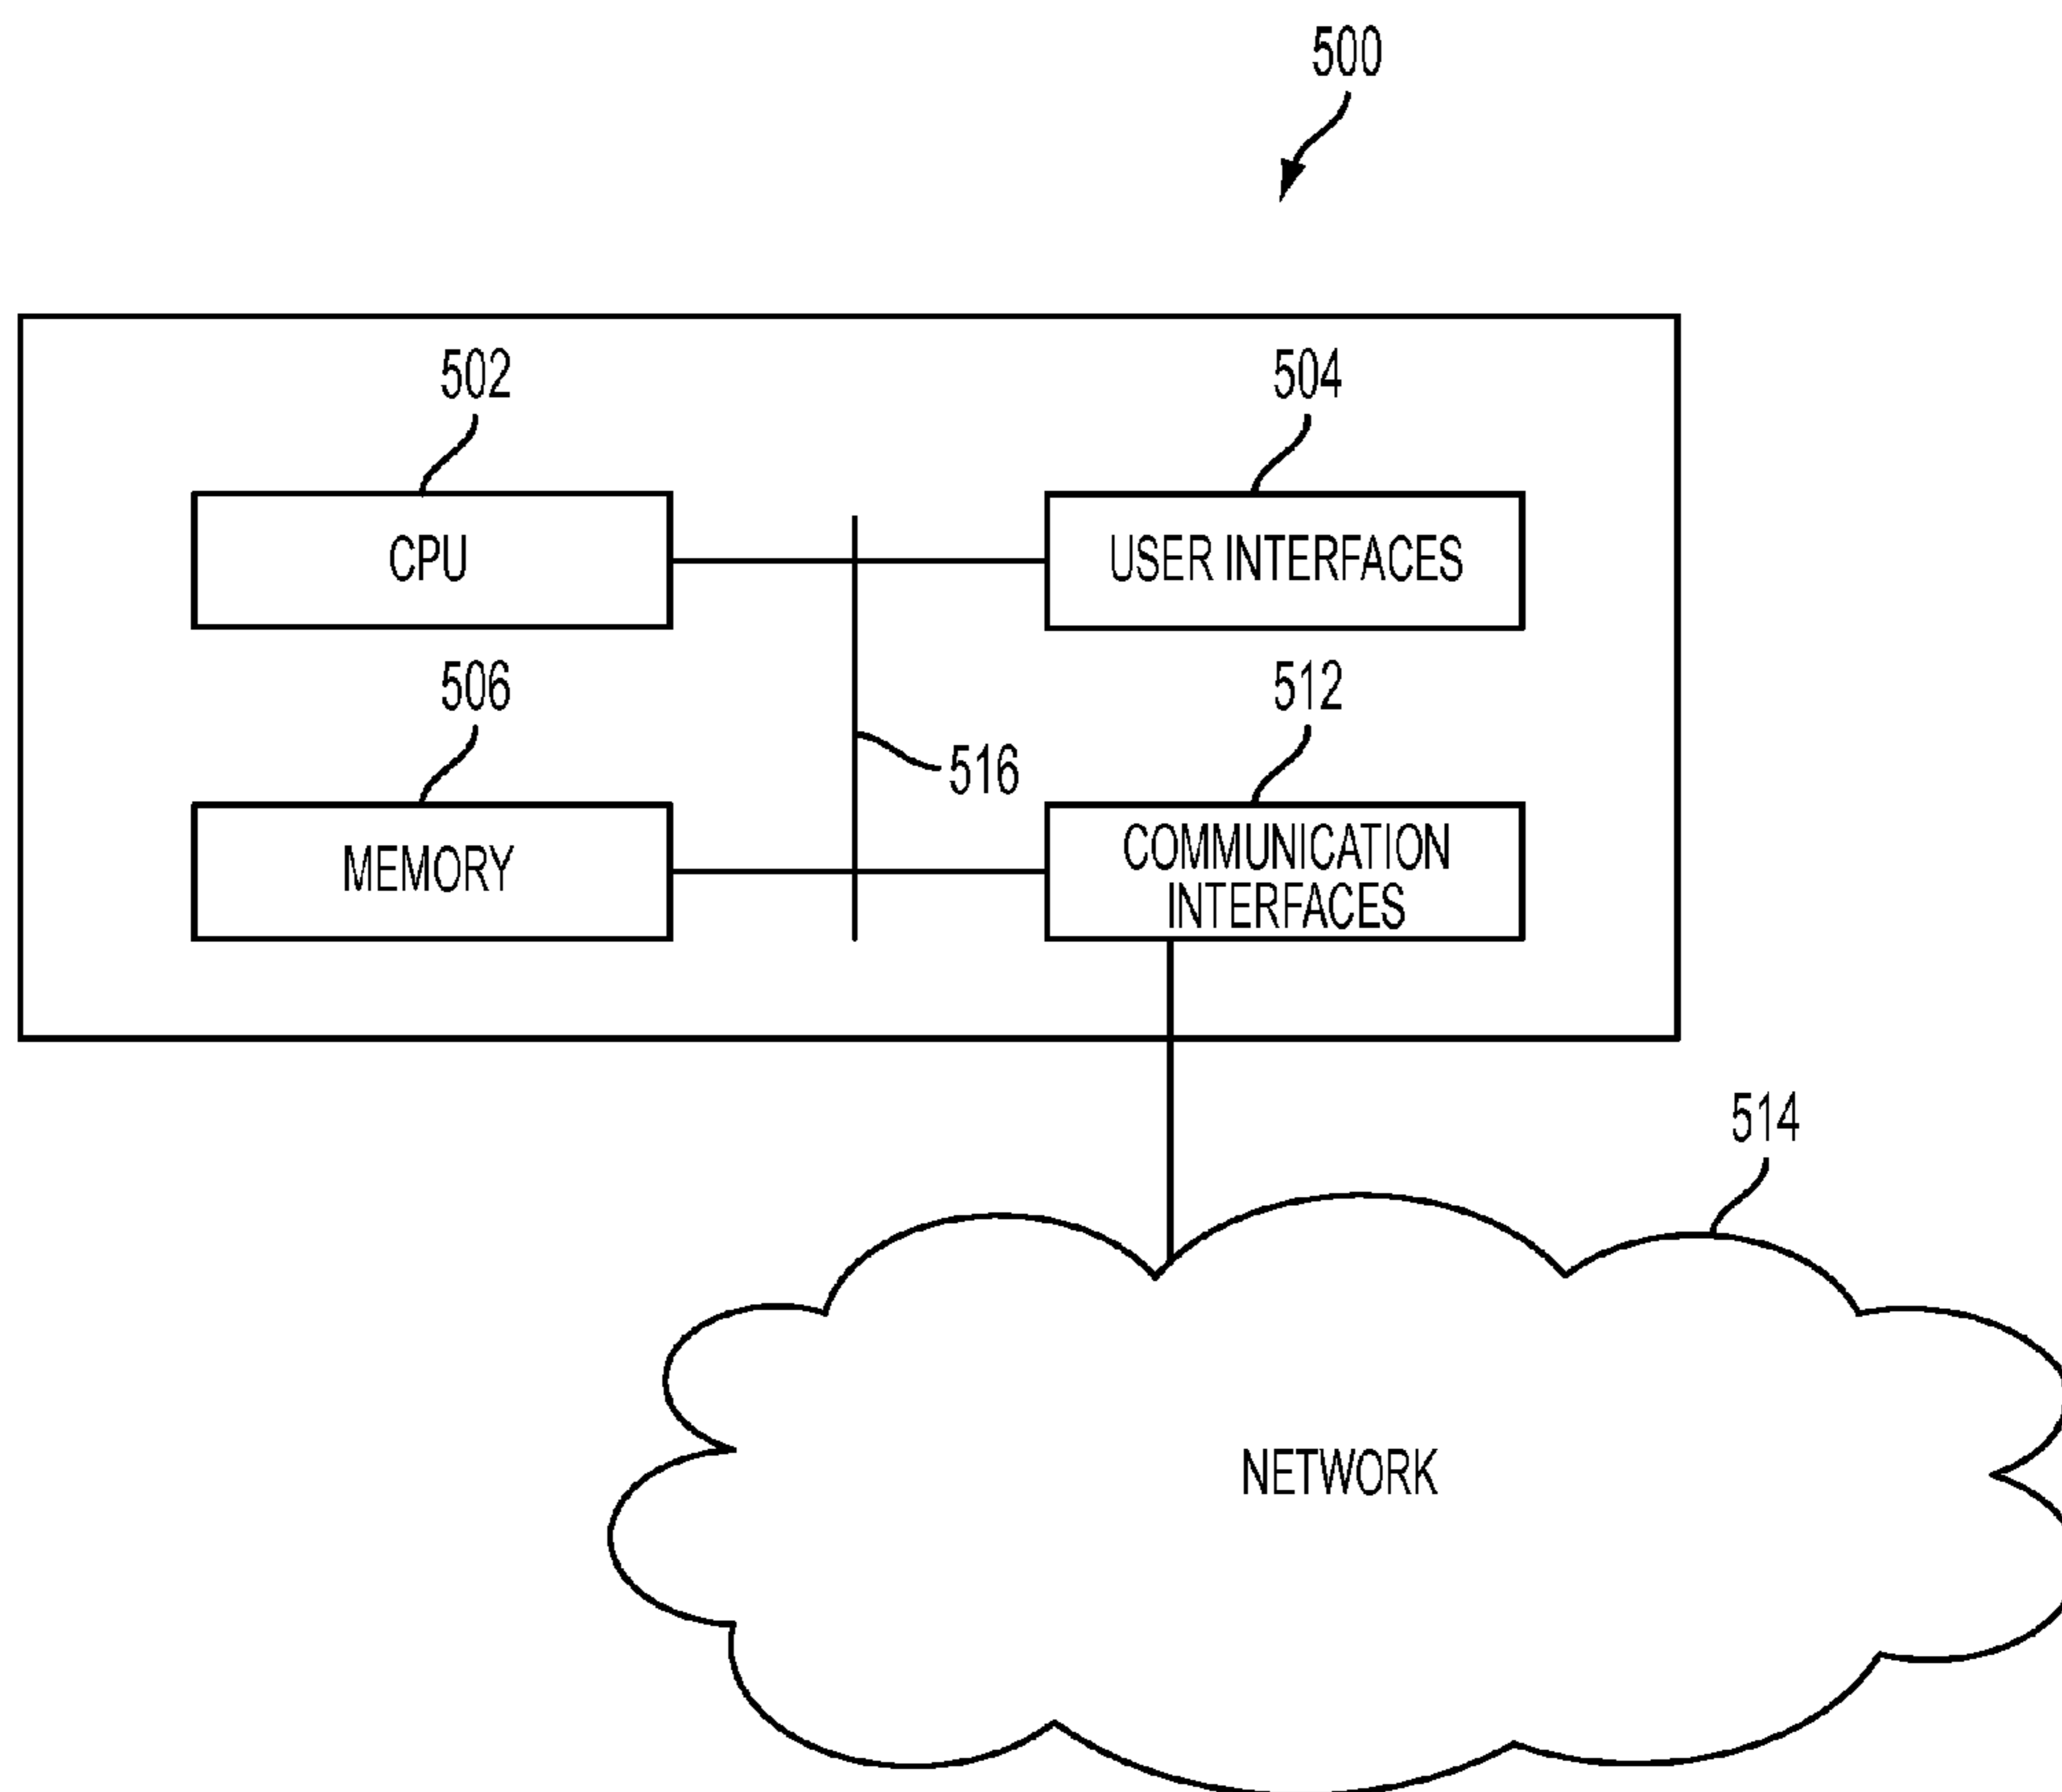 500
502
504
CPU
USER INTERFACES
506
512
516
MEMORY
COMMUNICATION
INTERFACES
514
NETWORK